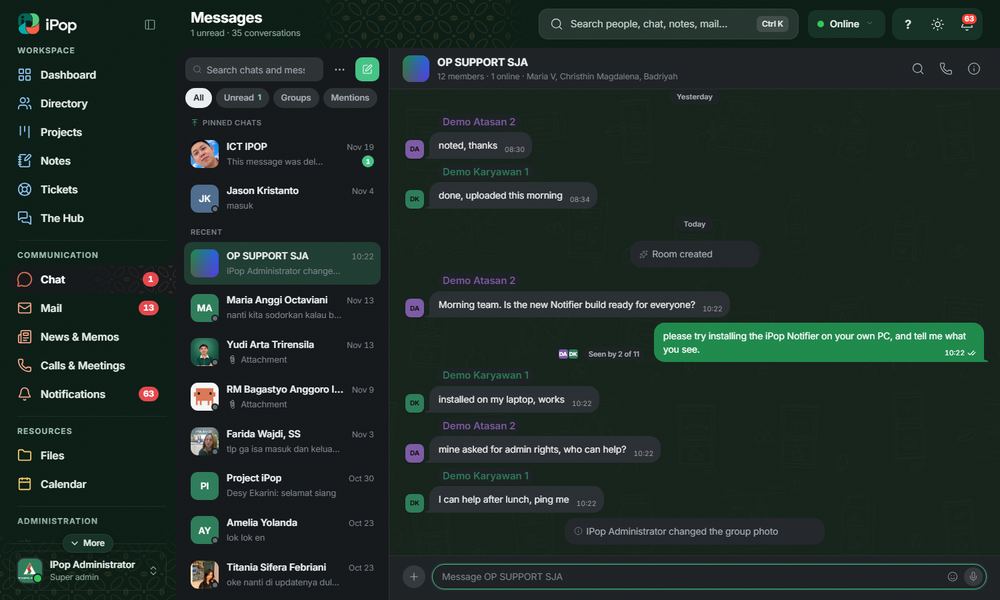 iPop
WORKSPACE
Dashboard
Directory
Projects
Notes
Tickets
The Hub
COMMUNICATION
Chat 1
Mail 13
News & Memos
Calls & Meetings
Notifications 63
RESOURCES
Files
Calendar
ADMINISTRATION
More
IPop Administrator
Super admin
Messages
1 unread · 35 conversations
Search people, chat, notes, mail... Ctrl K
Online
? 63
Search chats and mess
All Unread 1 Groups Mentions
PINNED CHATS
ICT IPOP Nov 19
This message was del... 1
JK Jason Kristanto Nov 4
masuk
RECENT
OP SUPPORT SJA 10:22
IPop Administrator change...
MA Maria Anggi Octaviani Nov 13
nanti kita sodorkan kalau b...
Yudi Arta Trirensila Nov 13
Attachment
RM Bagastyo Anggoro I... Nov 9
Attachment
Farida Wajdi, SS Nov 3
tlp ga isa masuk dan kelua...
PI Project iPop Oct 30
Desy Ekarini: selamat siang
AY Amelia Yolanda Oct 23
lok lok en
Titania Sifera Febriani Oct 23
oke nanti di updatenya dul...
OP SUPPORT SJA
12 members · 1 online · Maria V, Christhin Magdalena, Badriyah
Yesterday
Demo Atasan 2
DA noted, thanks 08:30
Demo Karyawan 1
DK done, uploaded this morning 08:34
Today
Room created
Demo Atasan 2
DA Morning team. Is the new Notifier build ready for everyone? 10:22
please try installing the iPop Notifier on your own PC, and tell me what
you see. 10:22
DA DK Seen by 2 of 11
Demo Karyawan 1
DK installed on my laptop, works 10:22
Demo Atasan 2
DA mine asked for admin rights, who can help? 10:22
Demo Karyawan 1
DK I can help after lunch, ping me 10:22
IPop Administrator changed the group photo
Message OP SUPPORT SJA